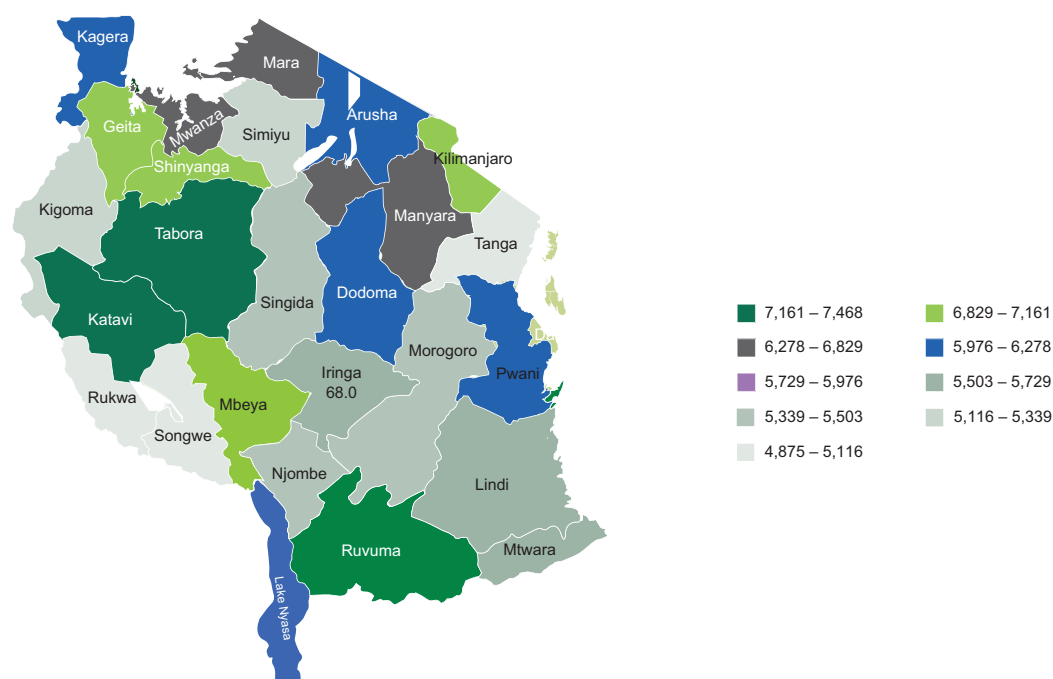 Kagera
Mara
Arusha
Mwanza
Geita
Simiyu
Kilimanjaro
Shinyanga
Kigoma
Manyara
Tabora
Tanga
Dodoma
Singida
Katavi
Da
Morogoro
Iringa
68.0
Pwani
Rukwa
Mbeya
Songwe
Njombe
Lindi
Ruvuma
Mtwara
Lake Nyasa
7,161 – 7,468
6,829 – 7,161
6,278 – 6,829
5,976 – 6,278
5,729 – 5,976
5,503 – 5,729
5,339 – 5,503
5,116 – 5,339
4,875 – 5,116